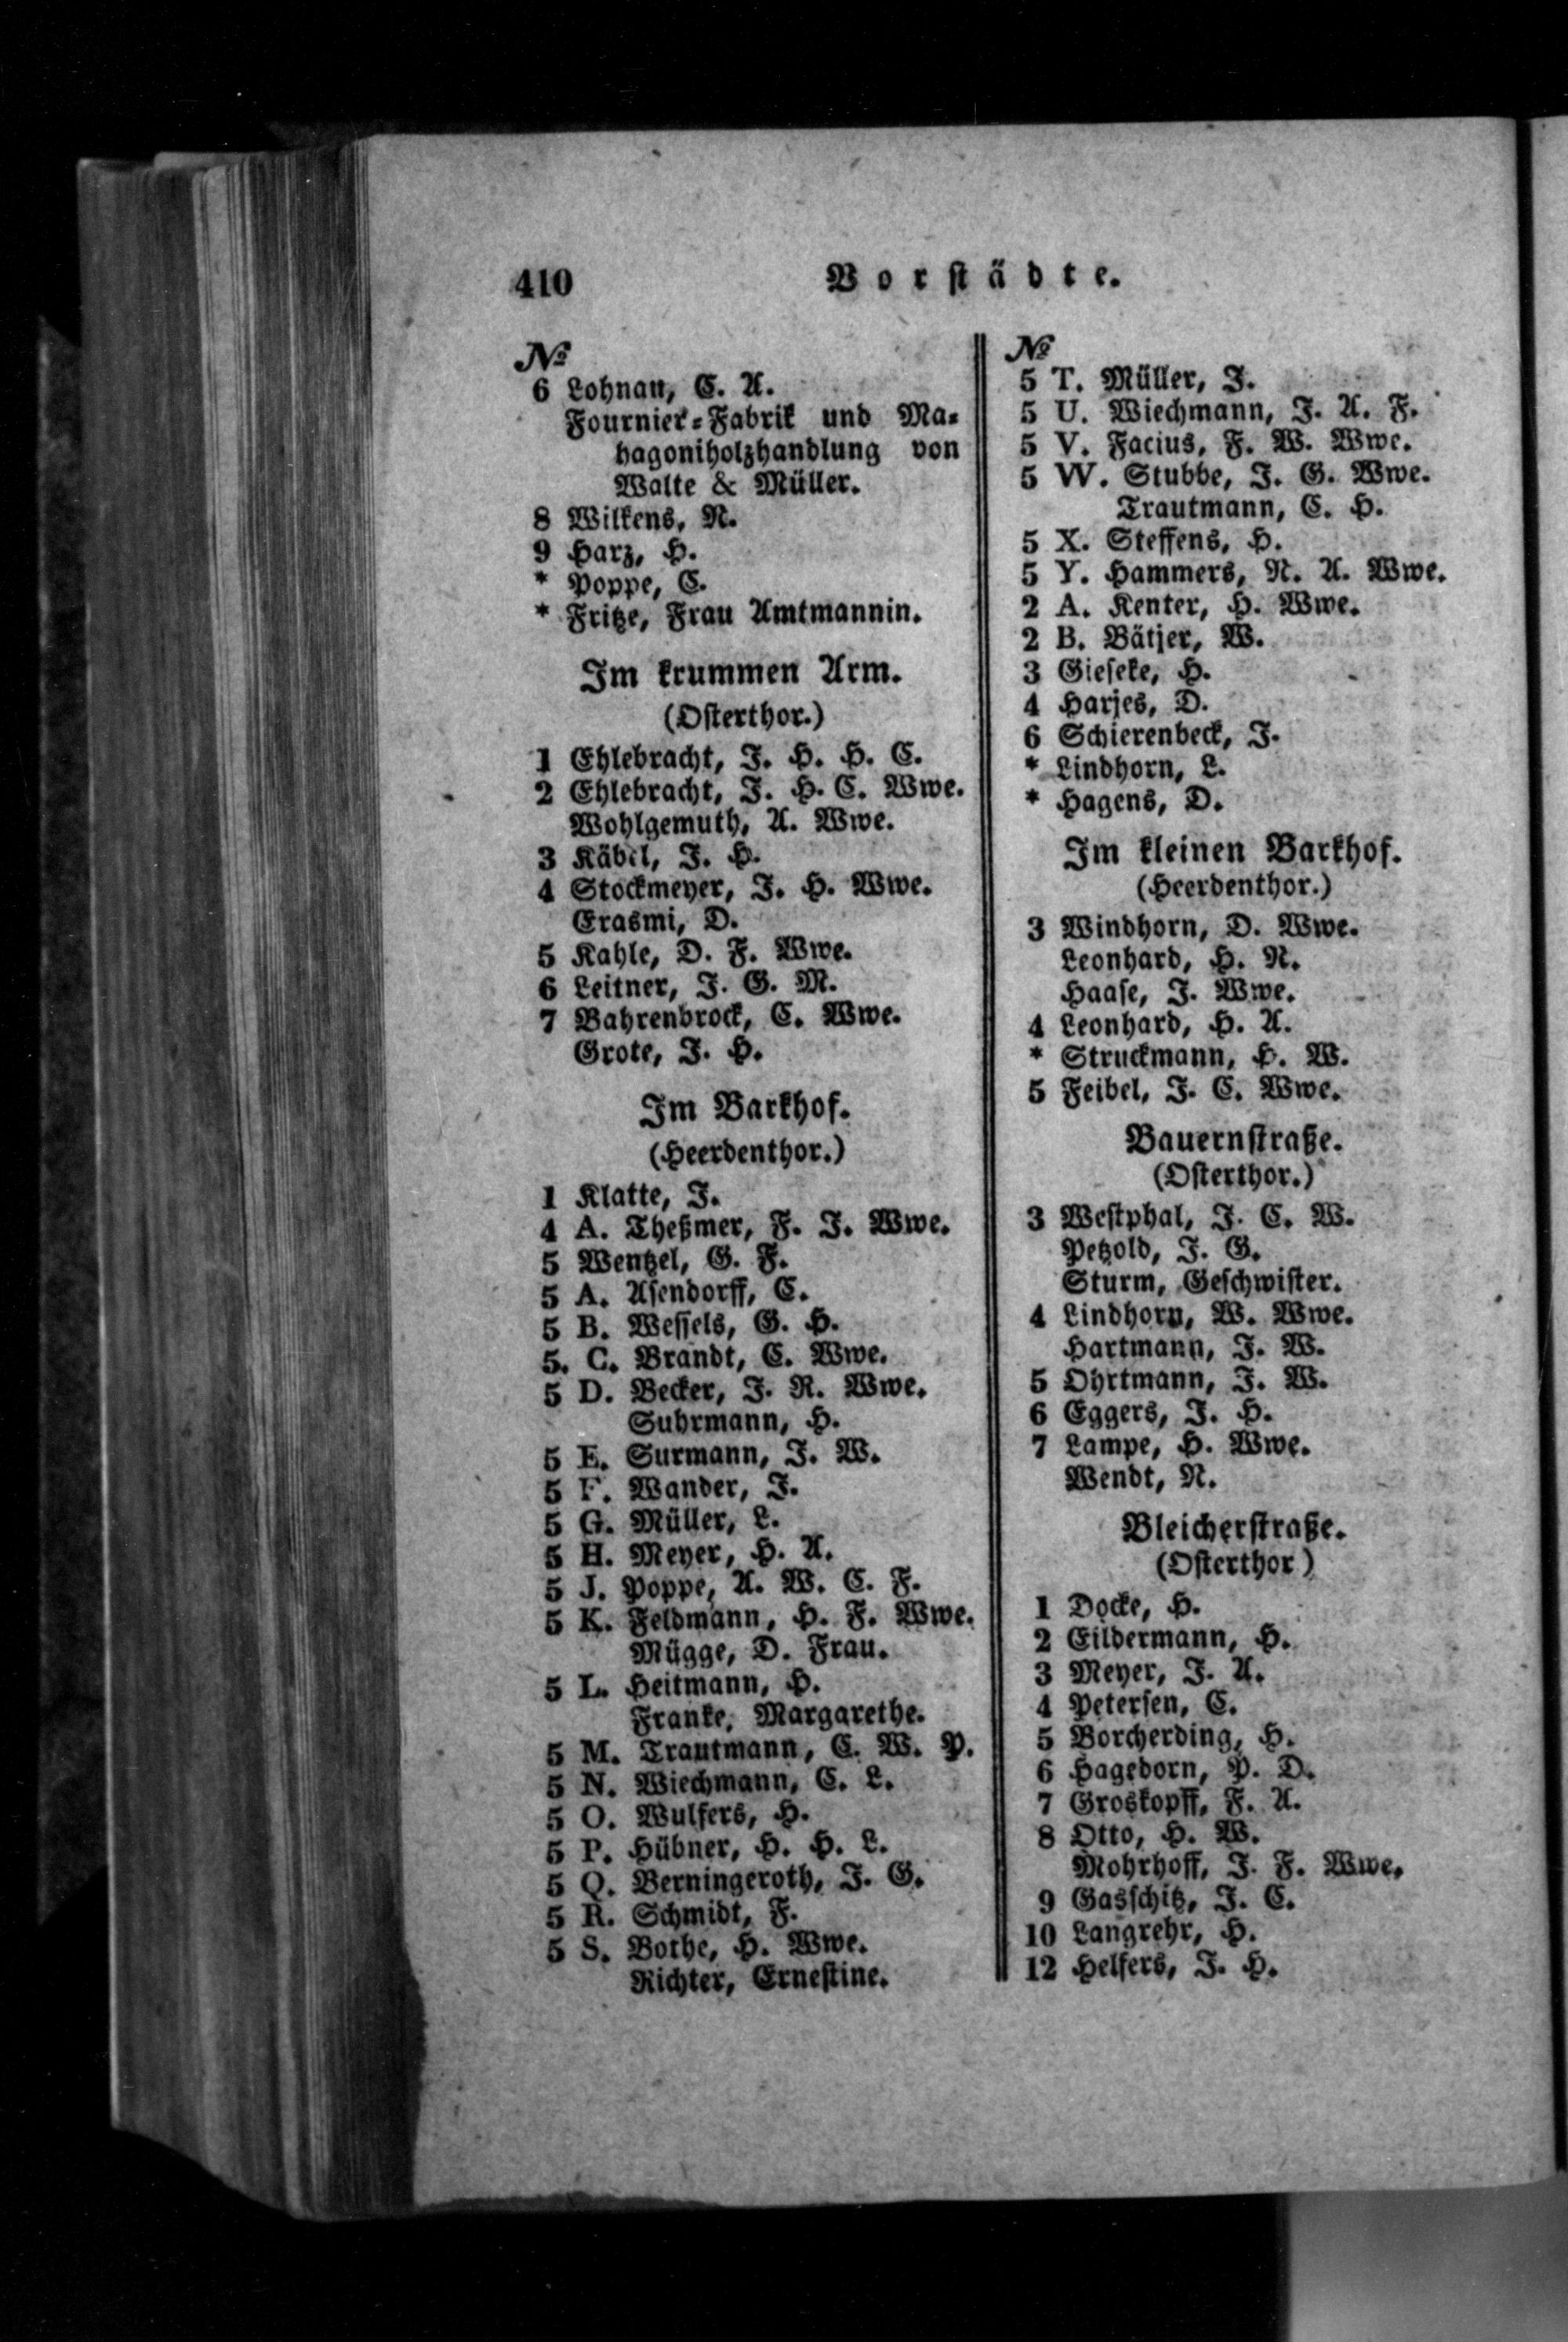 410
Vorstädte.
№
6 Lohnau, C. A.
Fournier=Fabrik und Ma=
hagoniholzhandlung von
Walte & Müller.
8 Wilkens, N.
9 Harz, H.
* Poppe, C.
* Fritze, Frau Amtmannin.
Im krummen Arm.
(Osterthor.)
1 Ehlebracht, J. H. H. C.
2 Ehlebracht, J. H. C. Wwe.
Wohlgemuth, A. Wwe.
3 Käbel, J. H.
4 Stockmeyer, J. H. Wwe.
Erasmi, D.
5 Kahle, D. F. Wwe.
6 Leitner, J. G. M.
7 Bahrenbrock, C. Wwe.
Grote, J. H.
Im Barkhof.
(Heerdenthor.)
1 Klatte, J.
4 A. Theßmer, F. J. Wwe.
5 Wentzel, G. F.
5 A. Asendorff, C.
5 B. Wessels, G. H.
5. C. Brandt, C. Wwe.
5 D. Becker, J. R. Wwe.
Suhrmann, H.
5 E. Surmann, J. W.
5 F. Wander, J.
5 G. Müller, L.
5 H. Meyer, H. A.
5 J. Poppe, A. W. C. F.
5 K. Feldmann, H. F. Wwe.
Mügge, D. Frau.
5 L. Heitmann, H.
Franke, Margarethe.
5 M. Trautmann, C. W. P.
5 N. Wiechmann, C. L.
5 O. Wulfers, H.
5 P. Hübner, H. H. L.
5 Q. Berningeroth, J. G.
5 R. Schmidt, F.
5 S. Bothe, H. Wwe.
Richter, Ernestine.
№
5 T. Müller, J.
5 U. Wiechmann, J. A. F.
5 V. Facius, F. W. Wwe.
5 W. Stubbe, J. G. Wwe.
Trautmann, C. H.
5 X. Steffens, H.
5 Y. Hammers, N. A. Wwe.
2 A. Kenter, H. Wwe.
2 B. Bätjer, W.
3 Gieseke, H.
4 Harjes, D.
6 Schierenbeck, J.
* Lindhorn, L.
* Hagens, D.
Im kleinen Barkhof.
(Heerdenthor.)
3 Windhorn, D. Wwe.
Leonhard, H. N.
Haase, J. Wwe.
4 Leonhard, H. A.
* Struckmann, H. W.
5 Feibel, J. C. Wwe.
Bauernstraße.
(Osterthor.)
3 Westphal, J. C. W.
Petzold, J. G.
Sturm, Geschwister.
4 Lindhorn, W. Wwe.
Hartmann, J. W.
5 Ohrtmann, J. W.
6 Eggers, J. H.
7 Lampe, H. Wwe.
Wendt, N.
Bleicherstraße.
(Osterthor)
1 Docke, H.
2 Eildermann, H.
3 Meyer, J. A.
4 Petersen, C.
5 Borcherding, H.
6 Hagedorn, P. D.
7 Groskopff, F. A.
8 Otto, H. W.
Mohrhoff, J. F. Wwe.
9 Gasschitz, J. C.
10 Langrehr, H.
12 Helfers, J. H.